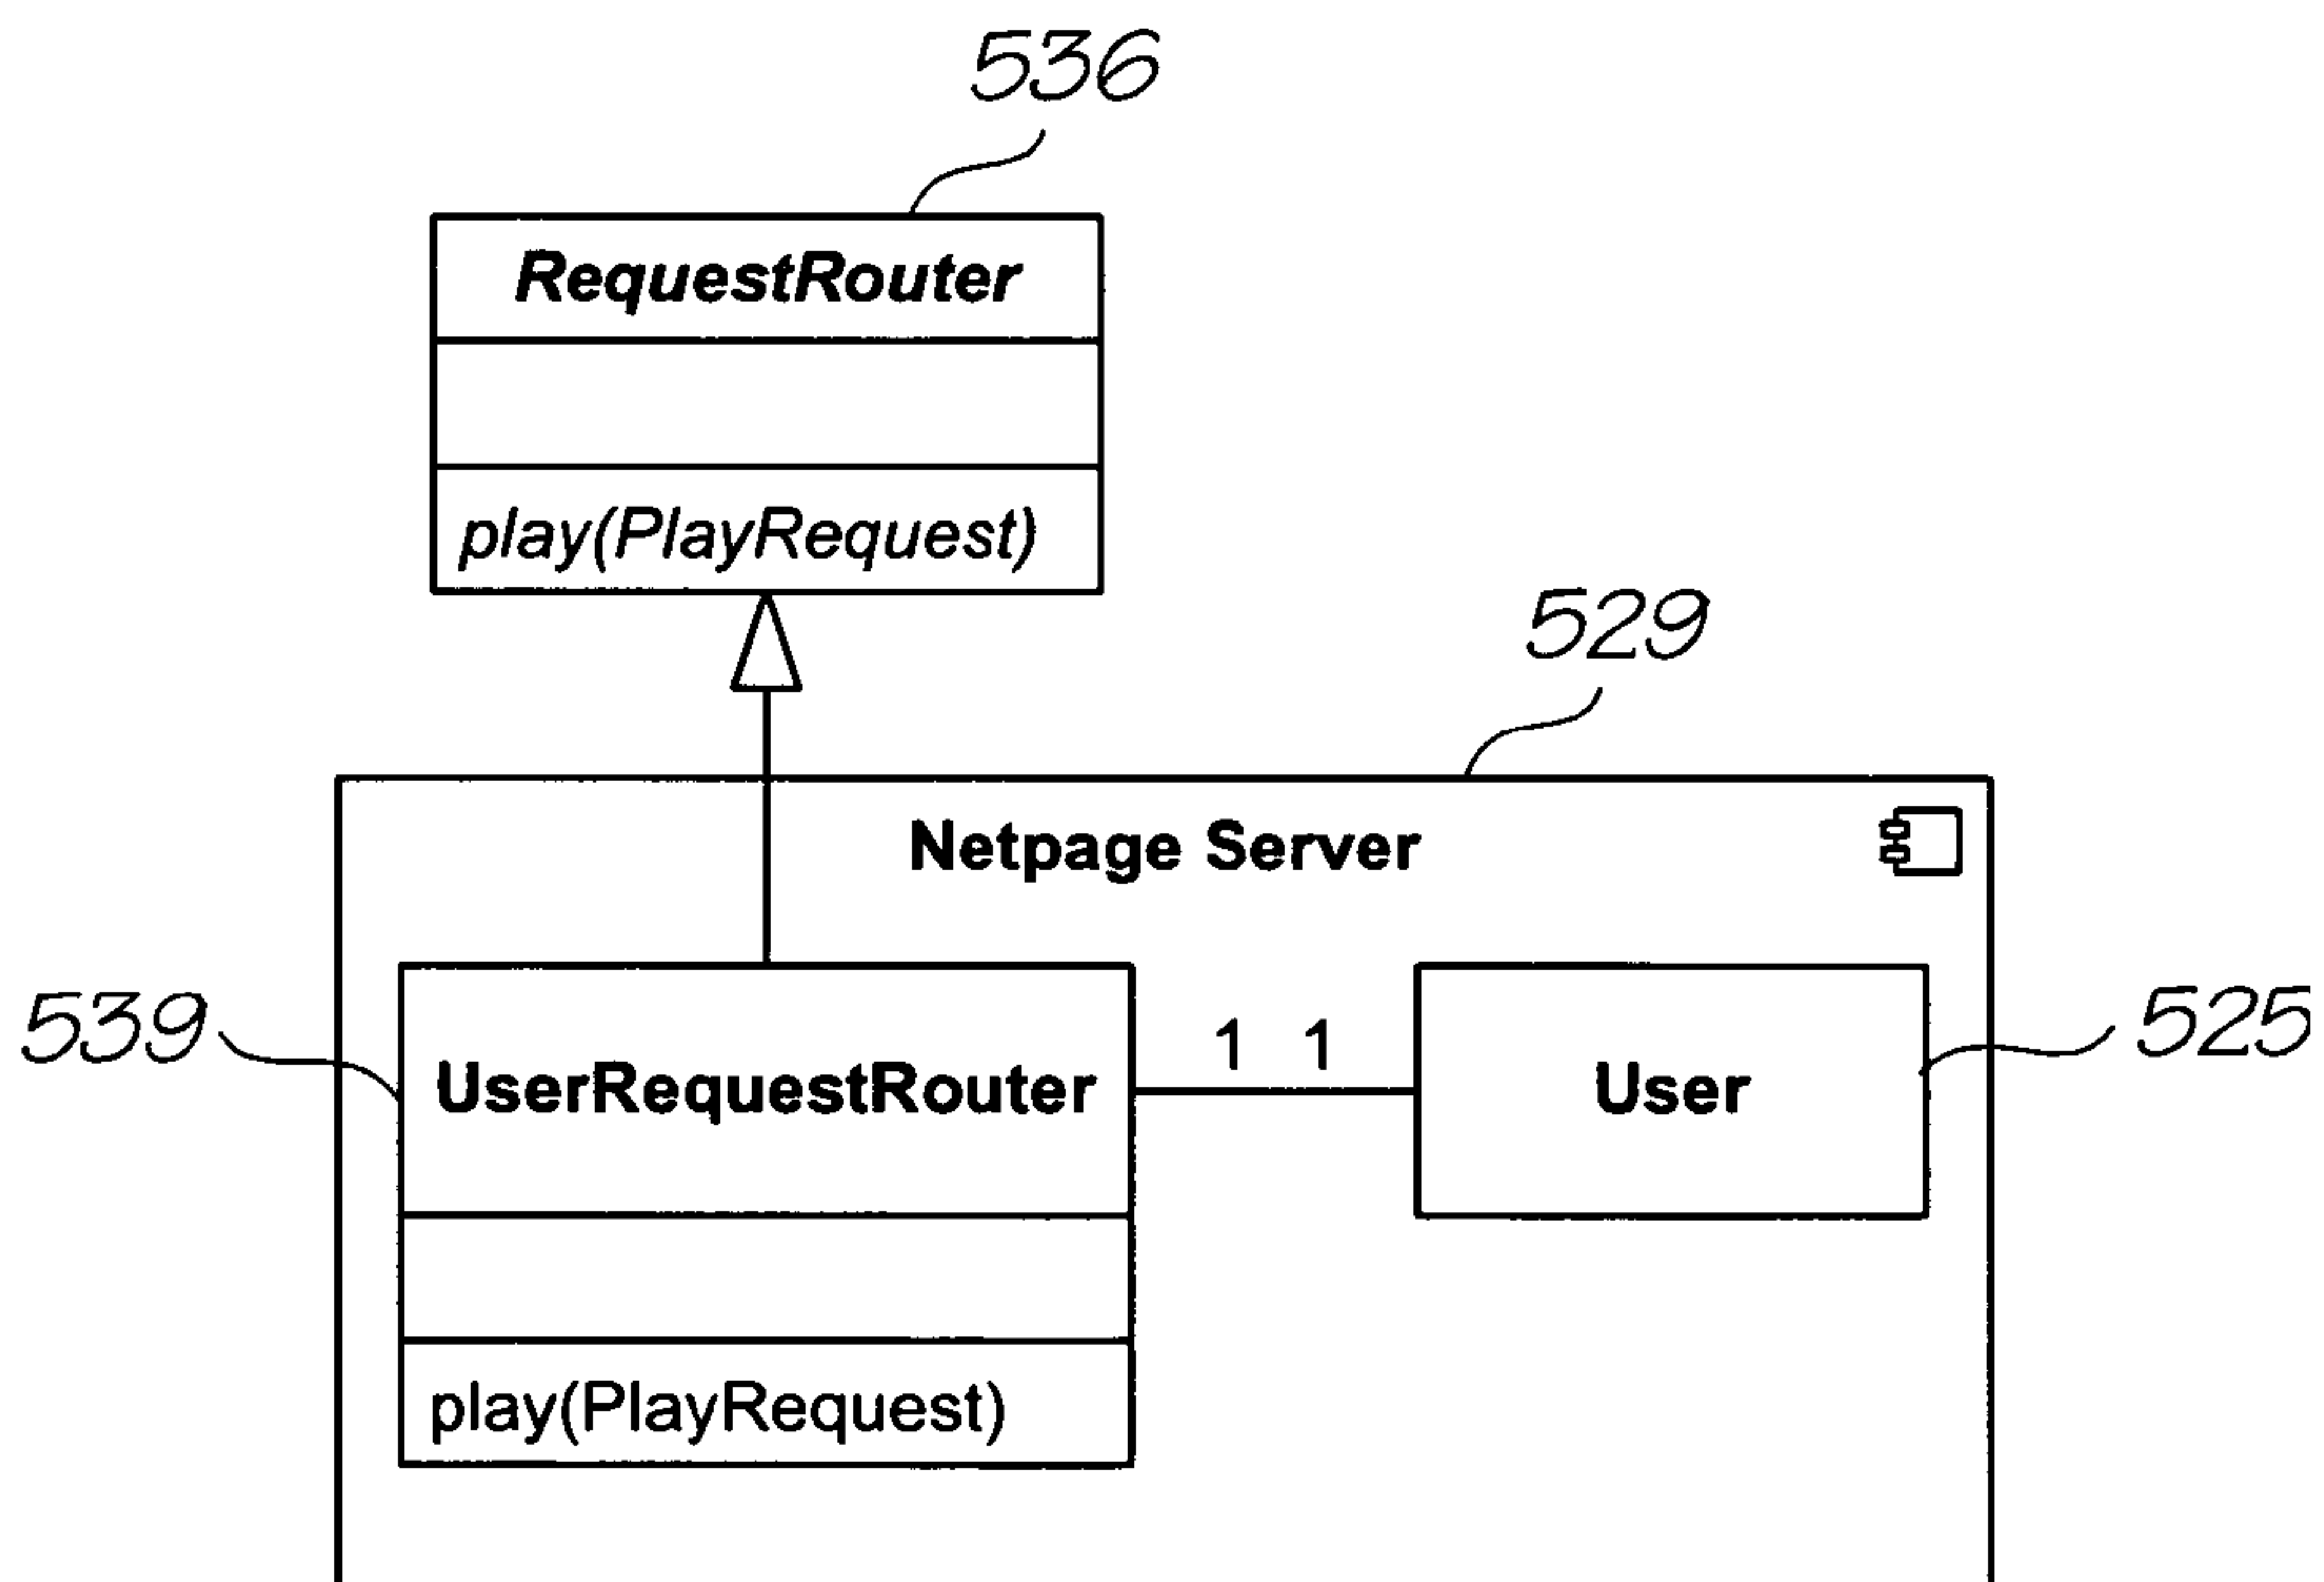 536
RequestRouter
play(PlayRequest)
529
Netpage Server
539
UserRequestRouter
1 1
User
525
play(PlayRequest)